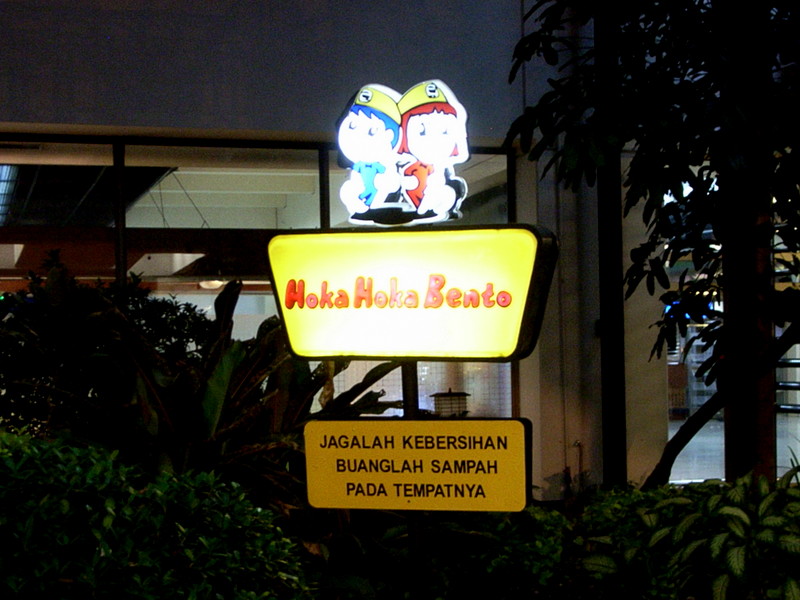 Hoka Hoka Bento
JAGALAH KEBERSIHAN
BUANGLAH SAMPAH
PADA TEMPATNYA